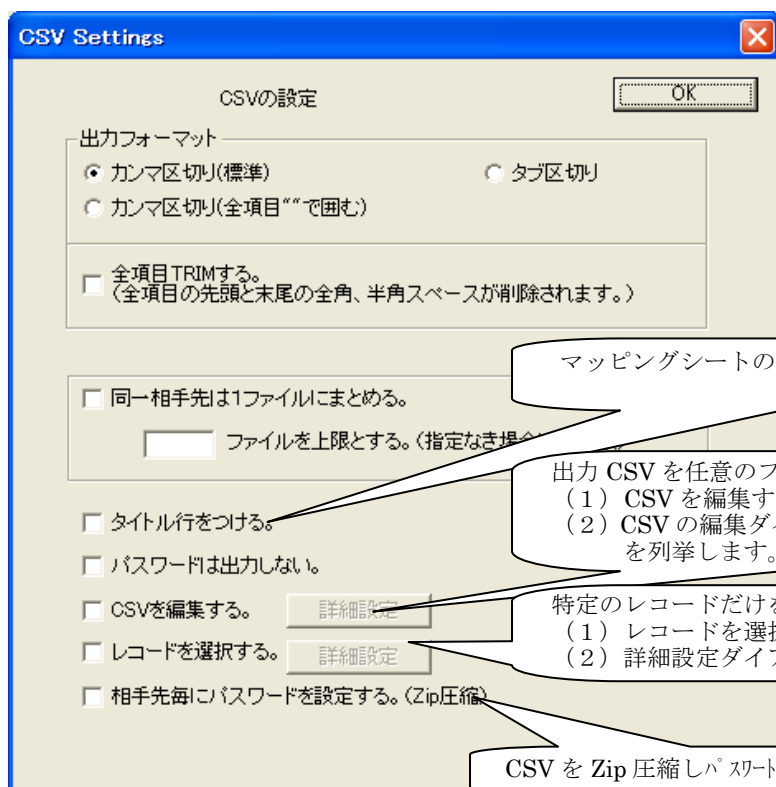 CSV Settings
CSVの設定
OK
出力フォーマット
カンマ区切り(標準)
タブ区切り
カンマ区切り(全項目""で囲む)
全項目TRIMする。
(全項目の先頭と末尾の全角、半角スペースが削除されます。)
マッピングシートの
同一相手先は1ファイルにまとめる。
ファイルを上限とする。(指定なき場合
出力 CSV を任意のフ
(1) CSV を編集す
(2) CSV の編集ダイ
を列挙します。
タイトル行をつける。
パスワードは出力しない。
CSVを編集する。
詳細設定
特定のレコードだけを
(1) レコードを選択
(2) 詳細設定ダイア
レコードを選択する。
詳細設定
相手先毎にパスワードを設定する。(Zip圧縮)
CSV を Zip 圧縮しパスワード